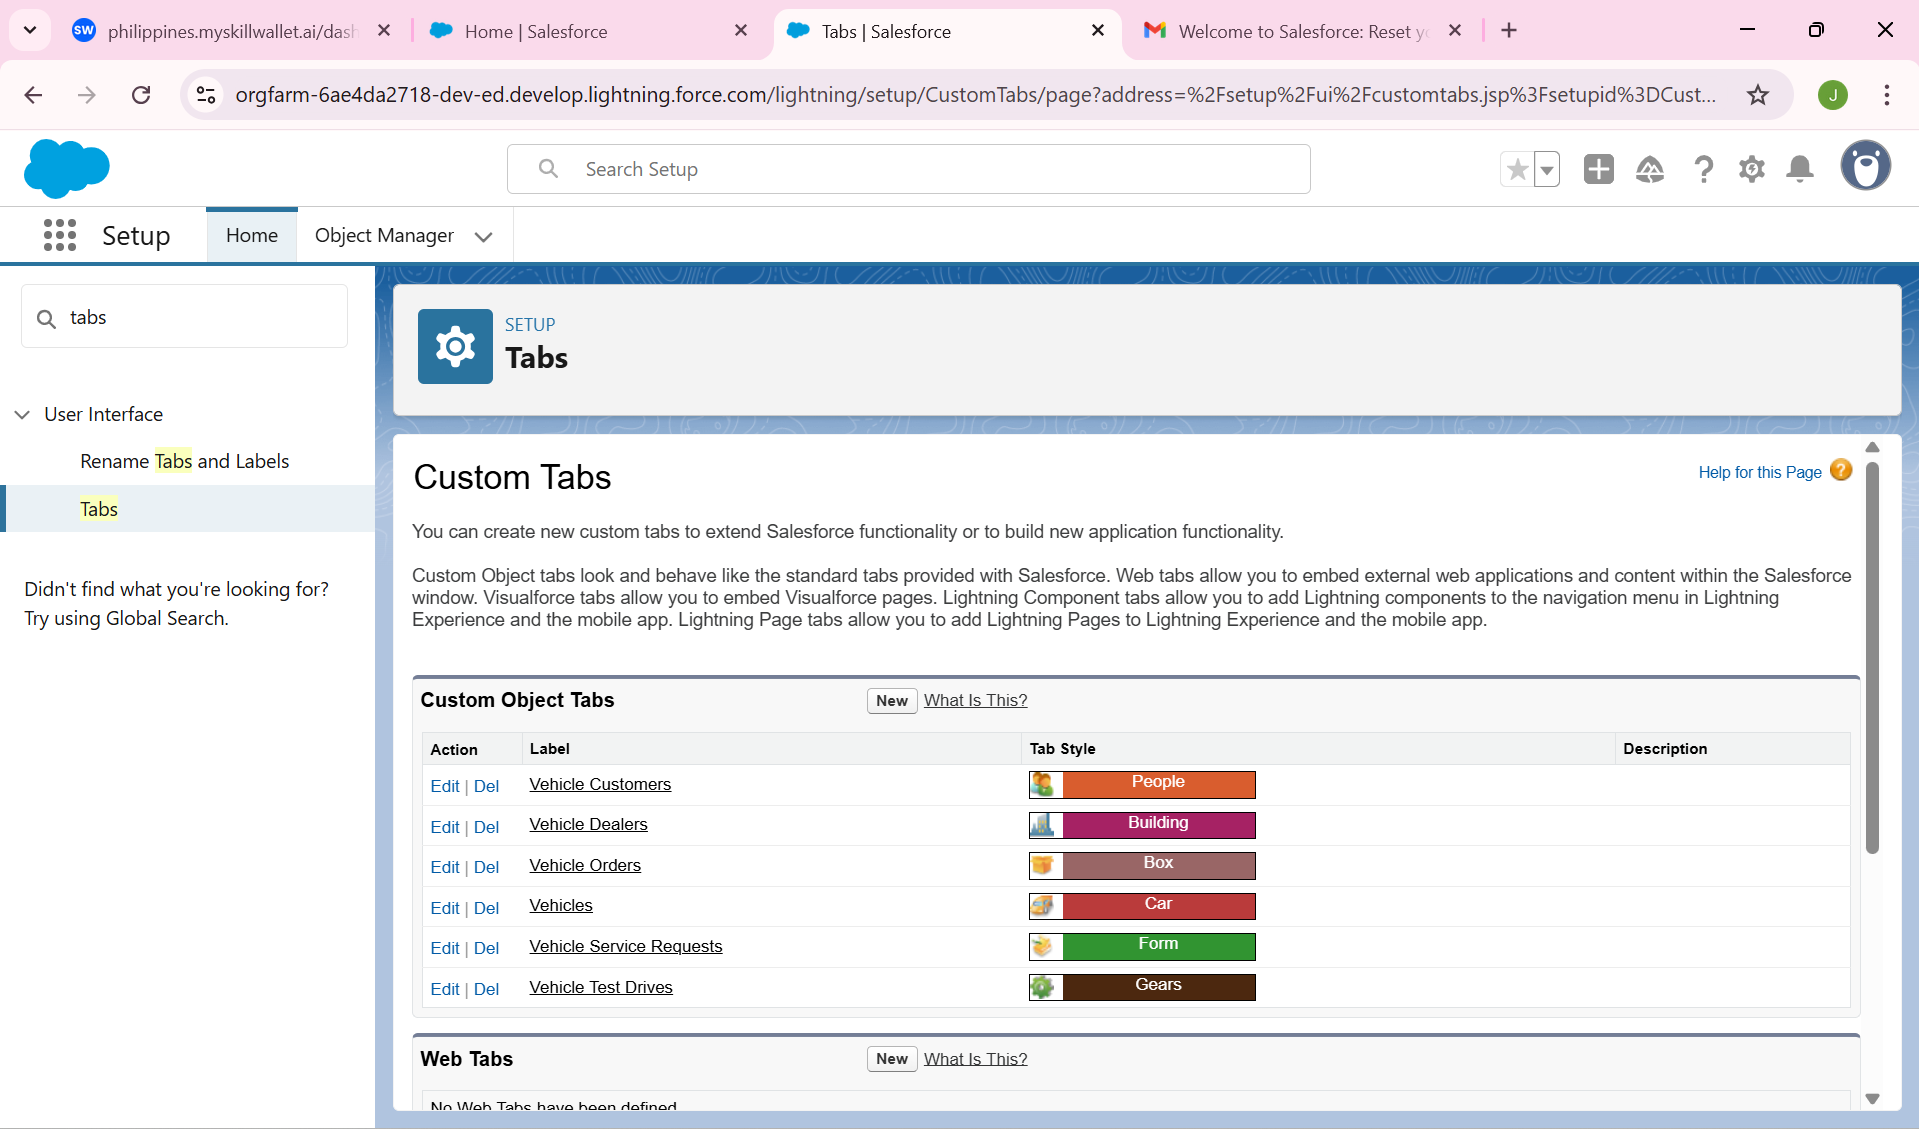 SW philippines.myskillwallet.ai/dash
Home | Salesforce
Tabs | Salesforce
Welcome to Salesforce: Reset yo
orgfarm-6ae4da2718-dev-ed.develop.lightning.force.com/lightning/setup/CustomTabs/page?address=%2Fsetup%2Fui%2Fcustomtabs.jsp%3Fsetupid%3DCust...
J
Search Setup
Setup
Home
Object Manager
tabs
User Interface
Rename Tabs and Labels
Tabs
Didn't find what you're looking for?
Try using Global Search.
SETUP
Tabs
Custom Tabs
Help for this Page
You can create new custom tabs to extend Salesforce functionality or to build new application functionality.
Custom Object tabs look and behave like the standard tabs provided with Salesforce. Web tabs allow you to embed external web applications and content within the Salesforce
window. Visualforce tabs allow you to embed Visualforce pages. Lightning Component tabs allow you to add Lightning components to the navigation menu in Lightning
Experience and the mobile app. Lightning Page tabs allow you to add Lightning Pages to Lightning Experience and the mobile app.
Custom Object Tabs New What Is This?
Action Label Tab Style Description
Edit | Del Vehicle Customers People
Edit | Del Vehicle Dealers Building
Edit | Del Vehicle Orders Box
Edit | Del Vehicles Car
Edit | Del Vehicle Service Requests Form
Edit | Del Vehicle Test Drives Gears
Web Tabs New What Is This?
No Web Tabs have been defined